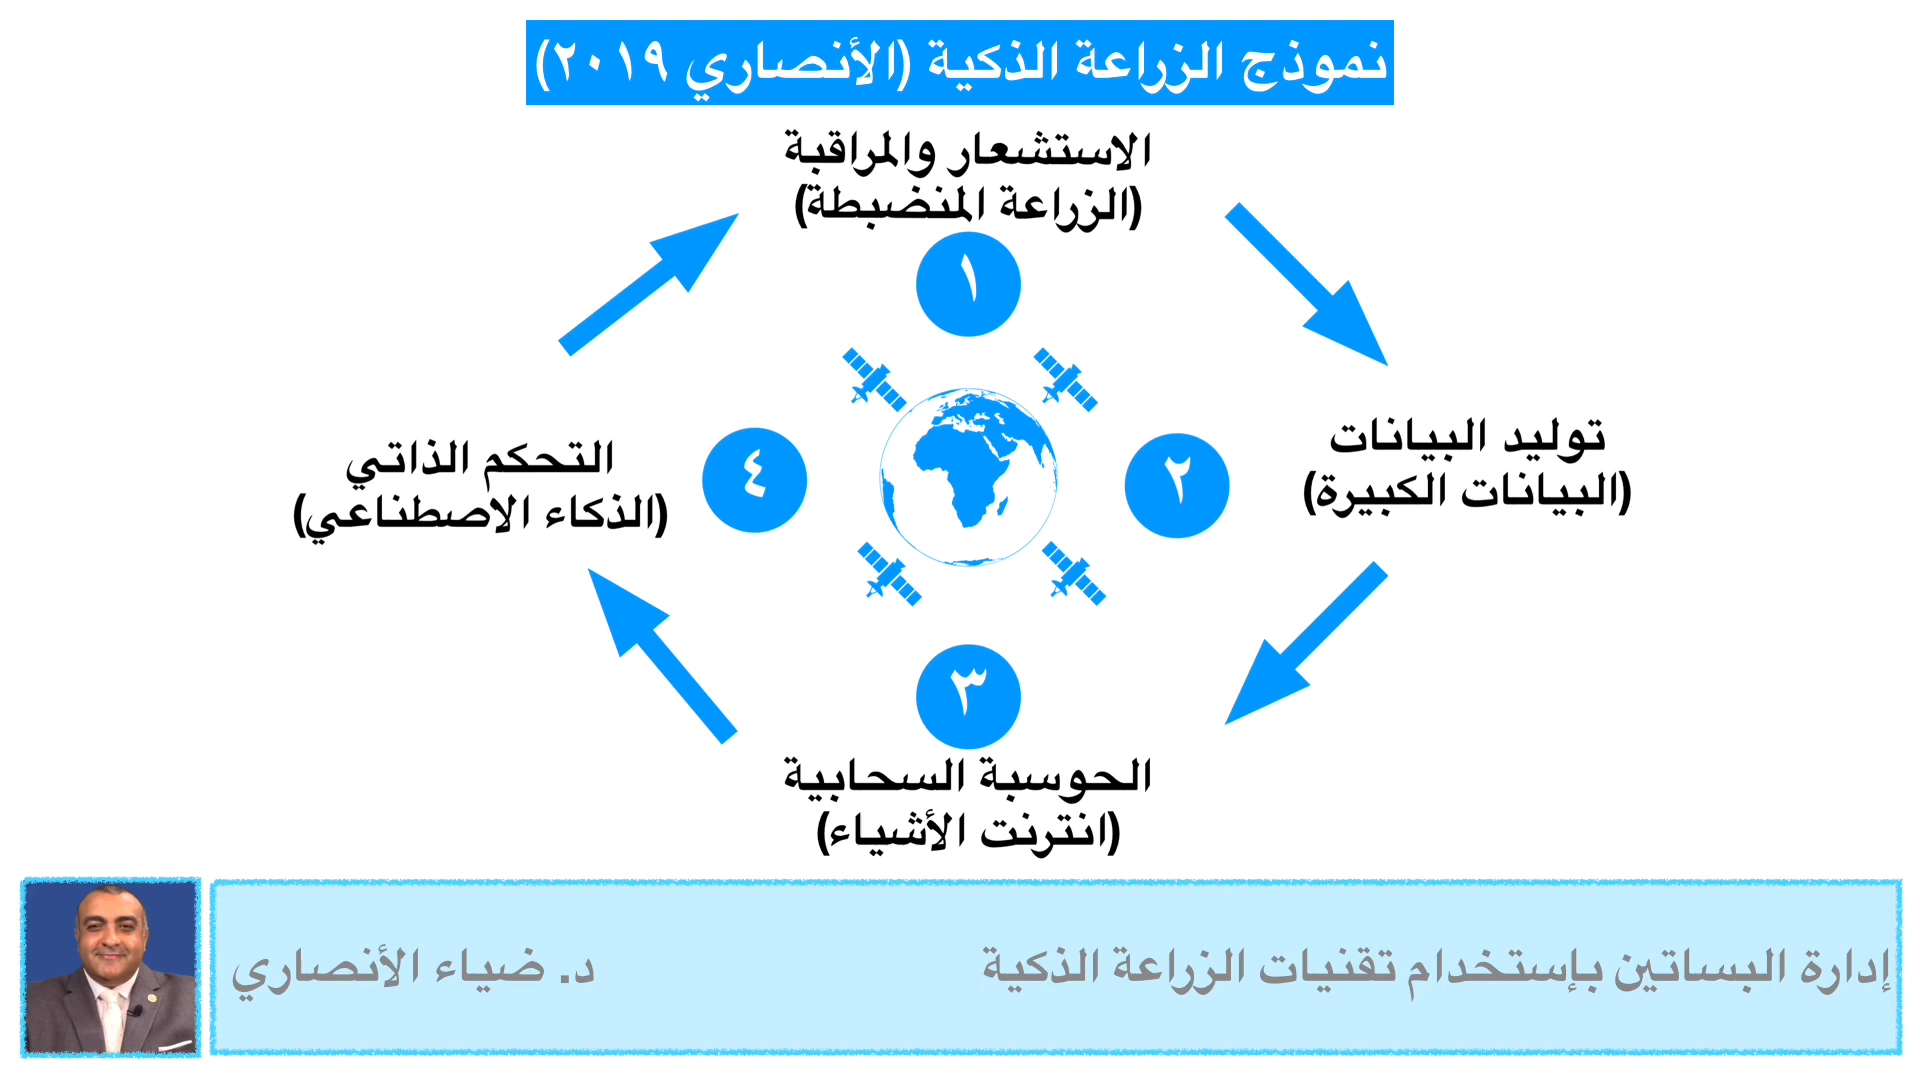 نموذج الزراعة الذكية (الأنصاري ٢٠١٩)
الاستشعار والمراقبة
(الزراعة المنضبطة)
١
توليد البيانات
(البيانات الكبيرة)
٢
٣
الحوسبة السحابية
(انترنت الأشياء)
٤
التحكم الذاتي
(الذكاء الاصطناعي)
إدارة البساتين بإستخدام تقنيات الزراعة الذكية
د. ضياء الأنصاري